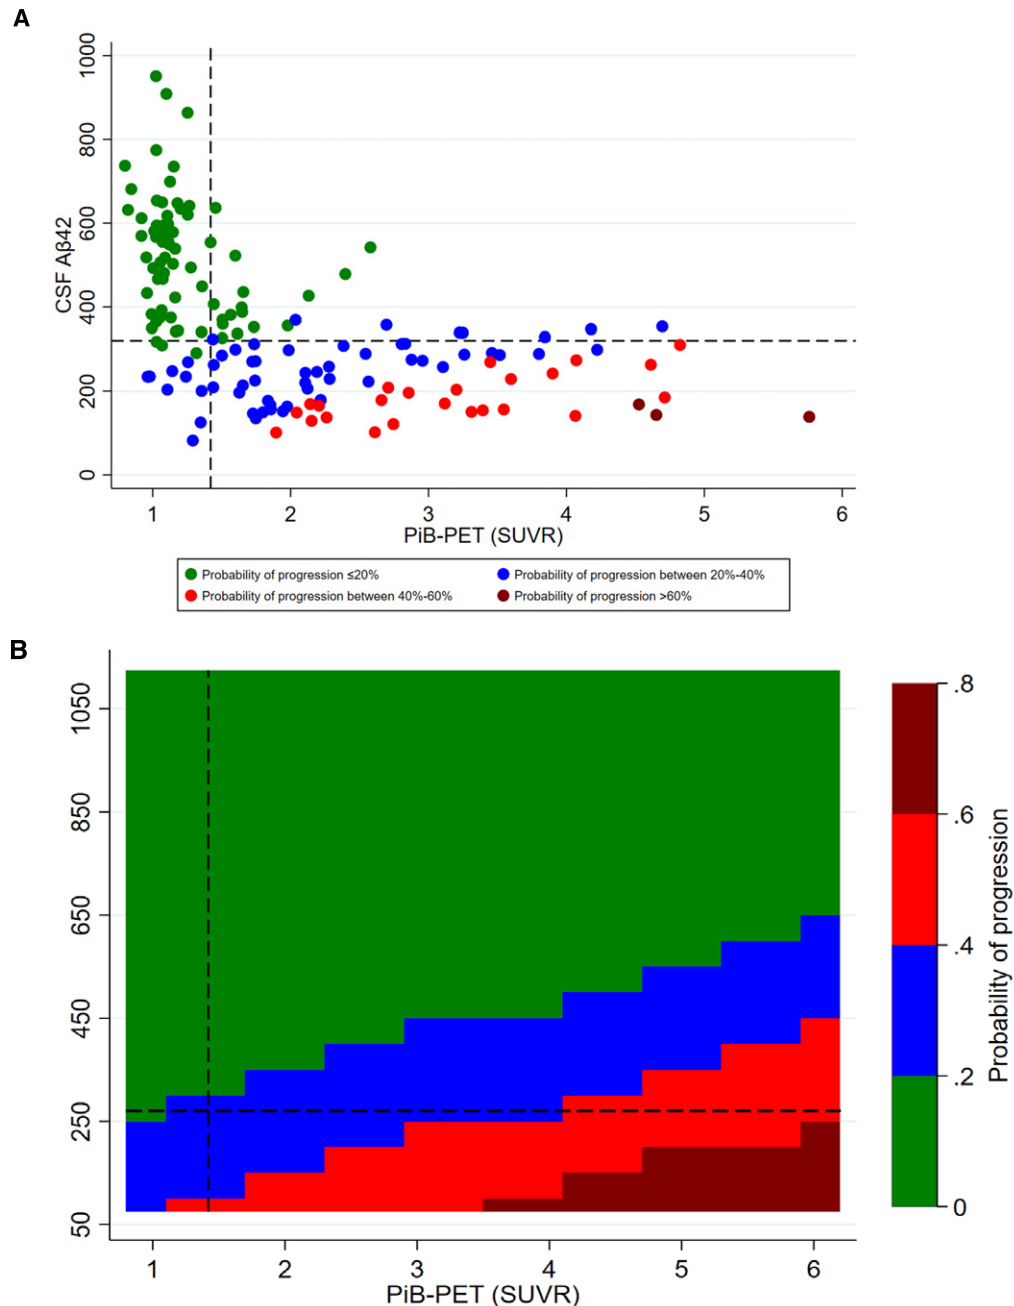 A
CSF Aβ42
1000
800
600
400
200
0
1 2 3 4 5 6
PiB-PET (SUVR)
Probability of progression ≤20% Probability of progression between 20%-40%
Probability of progression between 40%-60% Probability of progression >60%
B
1050
850
650
450
250
50
1 2 3 4 5 6
PiB-PET (SUVR)
.8
.6
.4
.2
0
Probability of progression